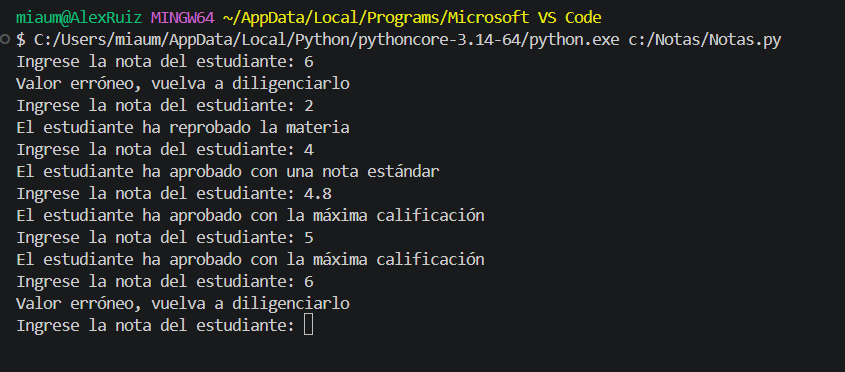 miaum@AlexRuiz MINGW64 ~/AppData/Local/Programs/Microsoft VS Code
$ C:/Users/miaum/AppData/Local/Python/pythoncore-3.14-64/python.exe c:/Notas/Notas.py
Ingrese la nota del estudiante: 6
Valor erróneo, vuelva a diligenciarlo
Ingrese la nota del estudiante: 2
El estudiante ha reprobado la materia
Ingrese la nota del estudiante: 4
El estudiante ha aprobado con una nota estándar
Ingrese la nota del estudiante: 4.8
El estudiante ha aprobado con la máxima calificación
Ingrese la nota del estudiante: 5
El estudiante ha aprobado con la máxima calificación
Ingrese la nota del estudiante: 6
Valor erróneo, vuelva a diligenciarlo
Ingrese la nota del estudiante: